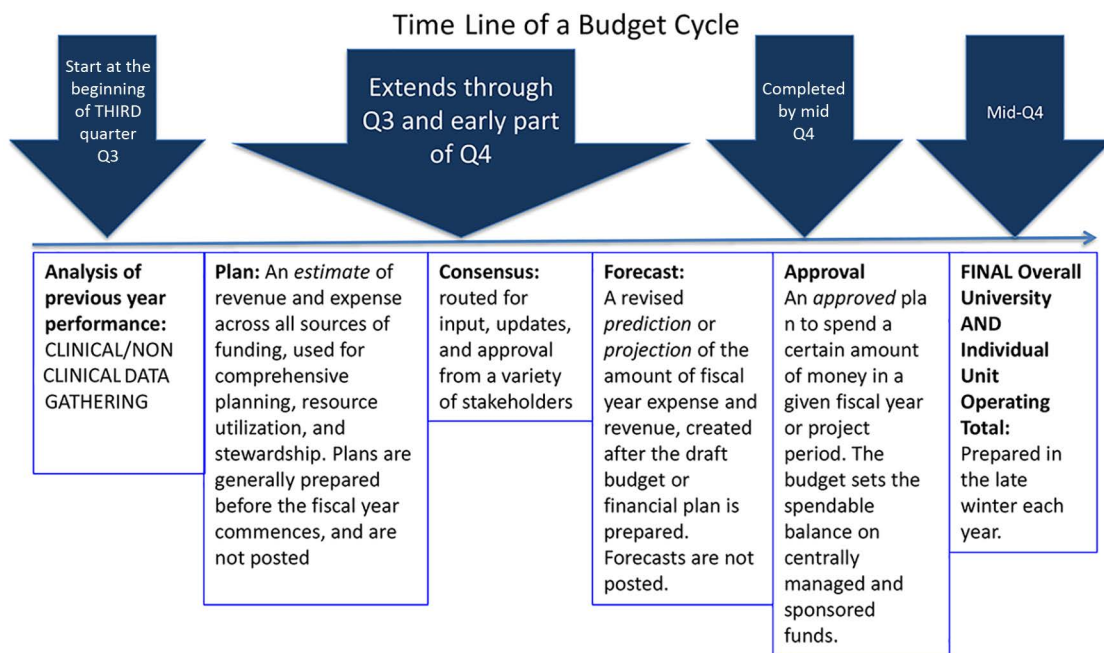 Time Line of a Budget Cycle
Start at the
beginning
of THIRD
quarter
Q3
Extends through
Q3 and early part
of Q4
Completed
by mid
Q4
Mid-Q4
Analysis of
previous year
performance:
CLINICAL/NON
CLINICAL DATA
GATHERING
Plan: An estimate of
revenue and expense
across all sources of
funding, used for
comprehensive
planning, resource
utilization, and
stewardship. Plans are
generally prepared
before the fiscal year
commences, and are
not posted
Consensus:
routed for
input, updates,
and approval
from a variety
of stakeholders
Forecast:
A revised
prediction or
projection of the
amount of fiscal
year expense and
revenue, created
after the draft
budget or
financial plan is
prepared.
Forecasts are not
posted.
Approval
An approved pla
n to spend a
certain amount
of money in a
given fiscal year
or project
period. The
budget sets the
spendable
balance on
centrally
managed and
sponsored
funds.
FINAL Overall
University
AND
Individual
Unit
Operating
Total:
Prepared in
the late
winter each
year.